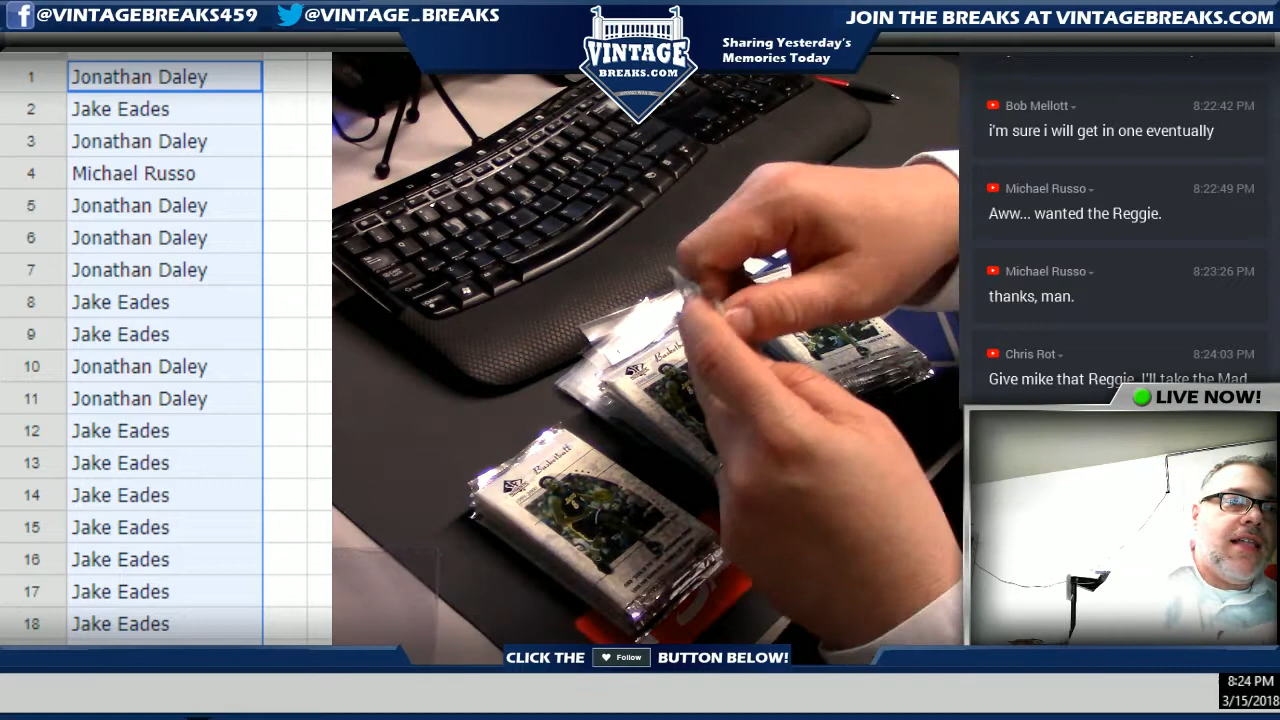 @VINTAGEBREAKS459
@VINTAGE_BREAKS
VINTAGE
BREAKS.COM
Sharing Yesterday's
Memories Today
JOIN THE BREAKS AT VINTAGEBREAKS.COM
1 Jonathan Daley
2 Jake Eades
3 Jonathan Daley
4 Michael Russo
5 Jonathan Daley
6 Jonathan Daley
7 Jonathan Daley
8 Jake Eades
9 Jake Eades
10 Jonathan Daley
11 Jonathan Daley
12 Jake Eades
13 Jake Eades
14 Jake Eades
15 Jake Eades
16 Jake Eades
17 Jake Eades
18 Jake Eades
Basketball
Basketball
Bob Mellott 8:22:42 PM
i'm sure i will get in one eventually
Michael Russo 8:22:49 PM
Aww... wanted the Reggie.
Michael Russo 8:23:26 PM
thanks, man.
Chris Rot 8:24:03 PM
Give mike that Reggie. I'll take the Mad
LIVE NOW!
CLICK THE Follow BUTTON BELOW!
8:24 PM
3/15/2018